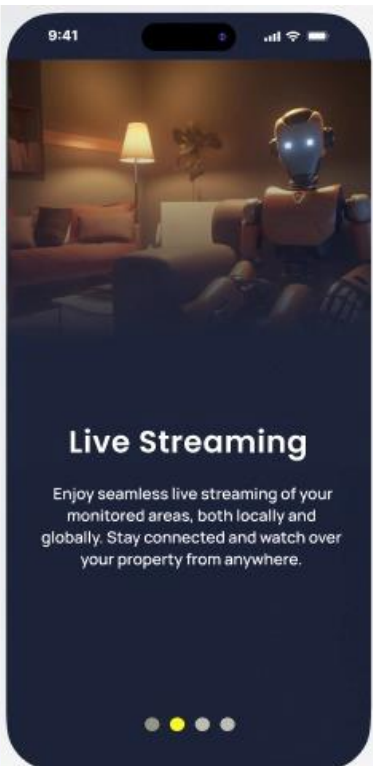 9:41
Live Streaming
Enjoy seamless live streaming of your
monitored areas, both locally and
globally. Stay connected and watch over
your property from anywhere.